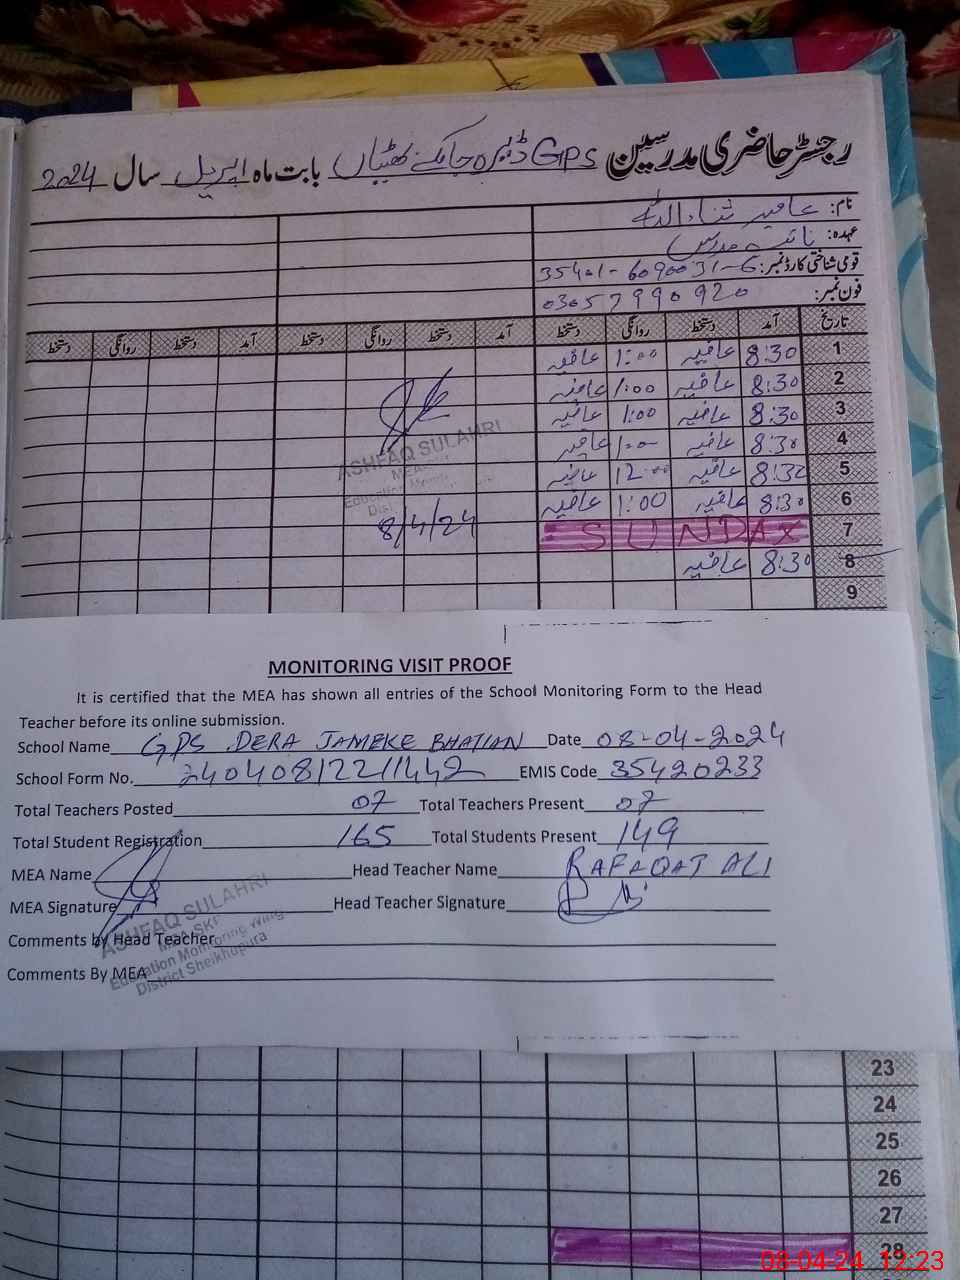 رجسٹر حاضری مدرسین GPS ڈیرہ جامکے بھٹیاں بابت ماہ اپریل سال 2024
نام: عافیہ ثناء اللہ
عہدہ: نائب مدرس
قومی شناختی کارڈ نمبر: 35401-6090031-6
فون نمبر: 03057990920
تاریخ آمد دستخط روانگی دستخط آمد دستخط روانگی دستخط آمد دستخط روانگی دستخط
1 8:30 عافیہ 1:00 عافیہ
2 8:30 عافیہ 1:00 عافیہ
3 8:30 عافیہ 1:00 عافیہ
4 8:30 عافیہ 1:00 عافیہ
5 8:30 عافیہ 12:00 عافیہ
6 8:30 عافیہ 1:00 عافیہ
7 SUNDAY
8 8:30 عافیہ
9
ASHFAQ SULAHRI
MEA
Education
8/4/24
MONITORING VISIT PROOF
It is certified that the MEA has shown all entries of the School Monitoring Form to the Head
Teacher before its online submission.
School Name GPS DERA JAMEKE BHATIAN Date 08-04-2024
School Form No. 24040812211442 EMIS Code 35420233
Total Teachers Posted 07 Total Teachers Present 07
Total Student Registration 165 Total Students Present 149
MEA Name Head Teacher Name RAFAQAT ALI
MEA Signature Head Teacher Signature
Comments by Head Teacher
Comments By MEA
ASHFAQ SULAHRI
MEA SKP
Education Monitoring Wing
District Sheikhupura
23
24
25
26
27
28
08-04-24 12:23